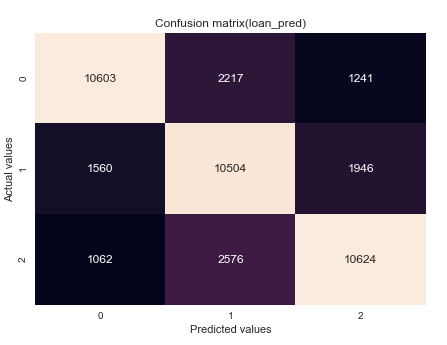 Confusion matrix(loan_pred)
0
10603 2217 1241
Actual values
1
1560 10504 1946
2
1062 2576 10624
0 1 2
Predicted values